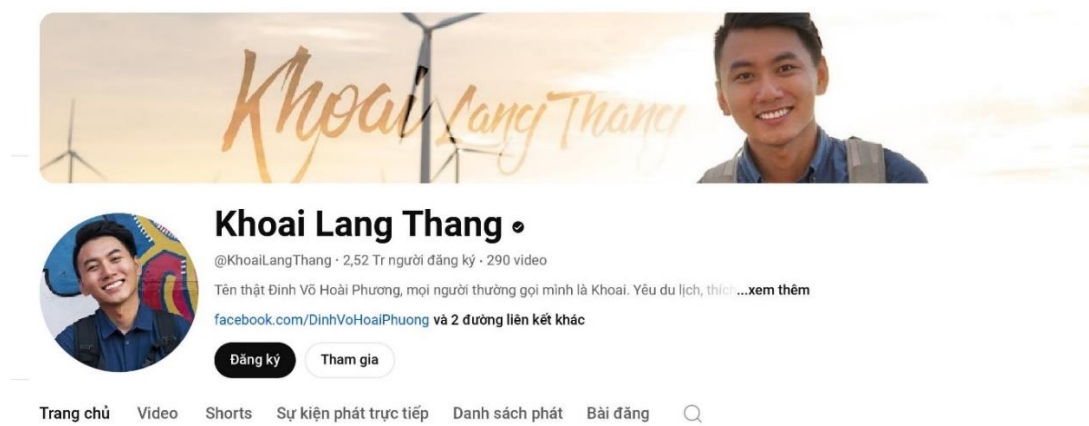 Khoai Lang Thang
Khoai Lang Thang
@KhoaiLangThang · 2,52 Tr người đăng ký · 290 video
Tên thật Đinh Võ Hoài Phương, mọi người thường gọi mình là Khoai. Yêu du lịch, thích ...xem thêm
facebook.com/DinhVoHoaiPhuong và 2 đường liên kết khác
Đăng ký Tham gia
Trang chủ Video Shorts Sự kiện phát trực tiếp Danh sách phát Bài đăng